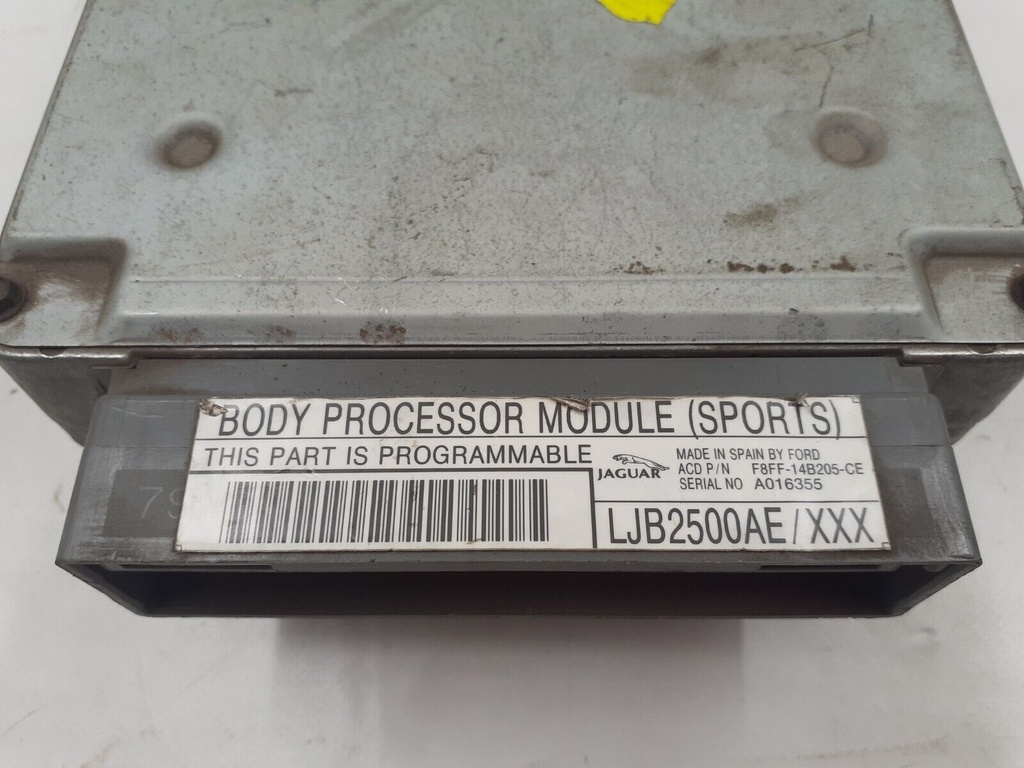 BODY PROCESSOR MODULE (SPORTS)
THIS PART IS PROGRAMMABLE
JAGUAR
MADE IN SPAIN BY FORD
ACD P/N F8FF-14B205-CE
SERIAL NO A016355
79
LJB2500AE/XXX